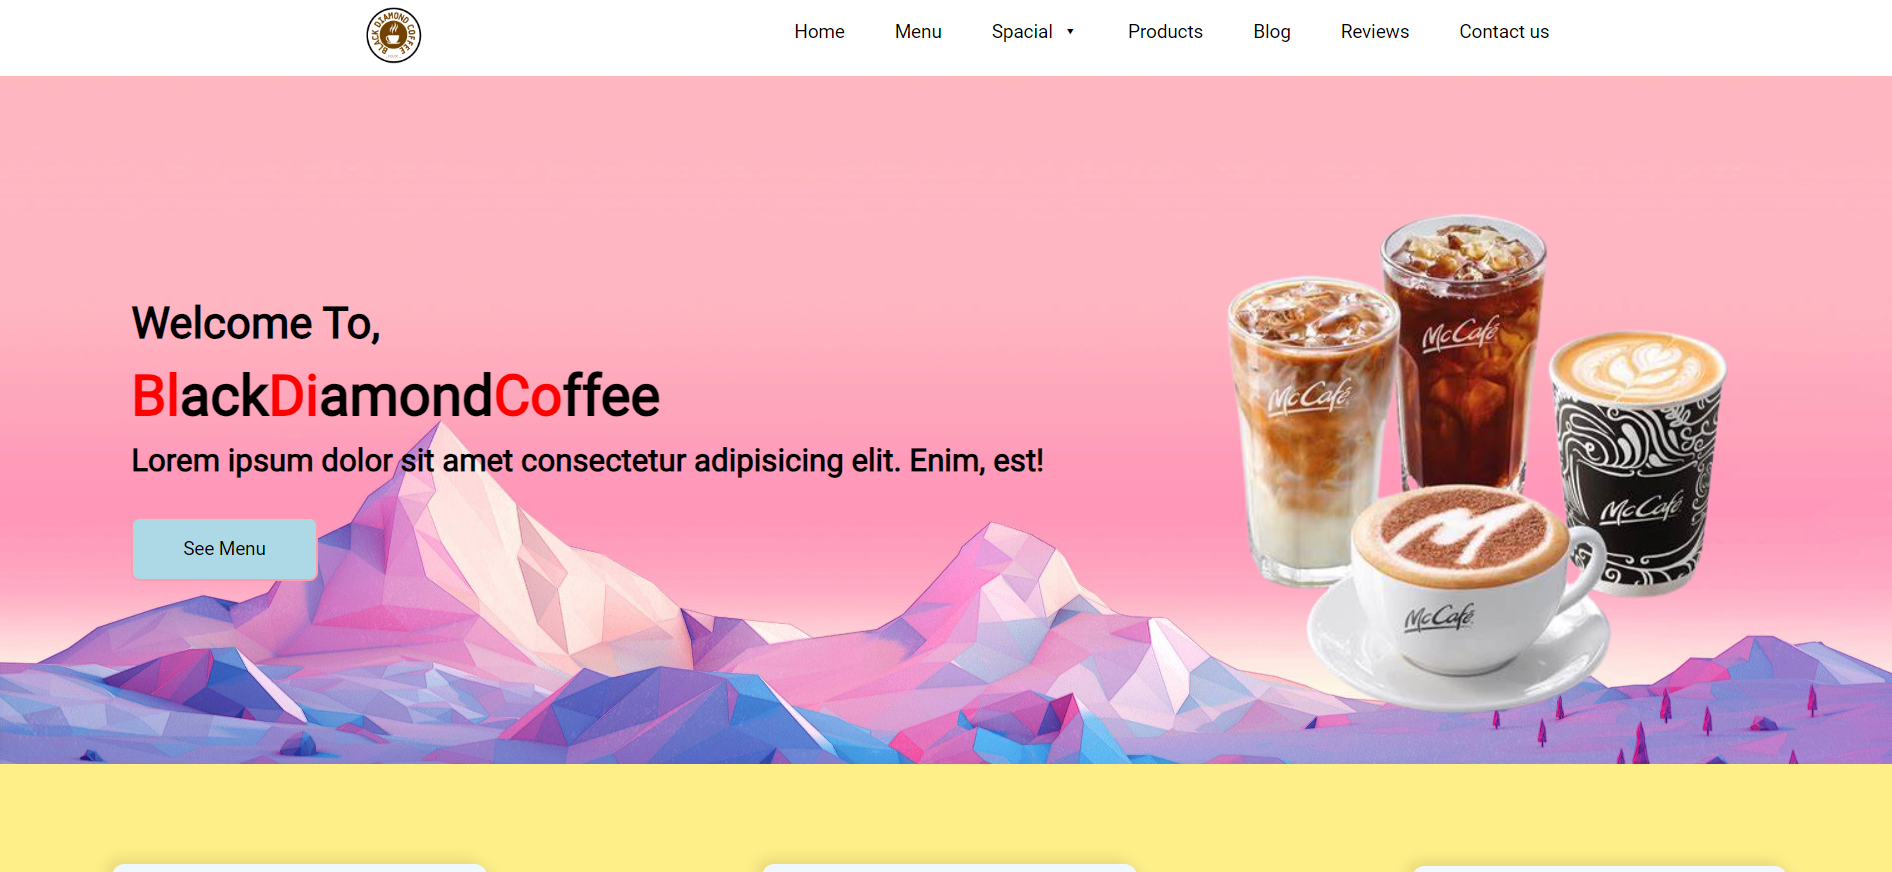 BLACK DIAMOND COFFEE
Home Menu Spacial Products Blog Reviews Contact us
Welcome To,
BlackDiamondCoffee
Lorem ipsum dolor sit amet consectetur adipisicing elit. Enim, est!
See Menu
McCafé
McCafé
McCafé
M
McCafé